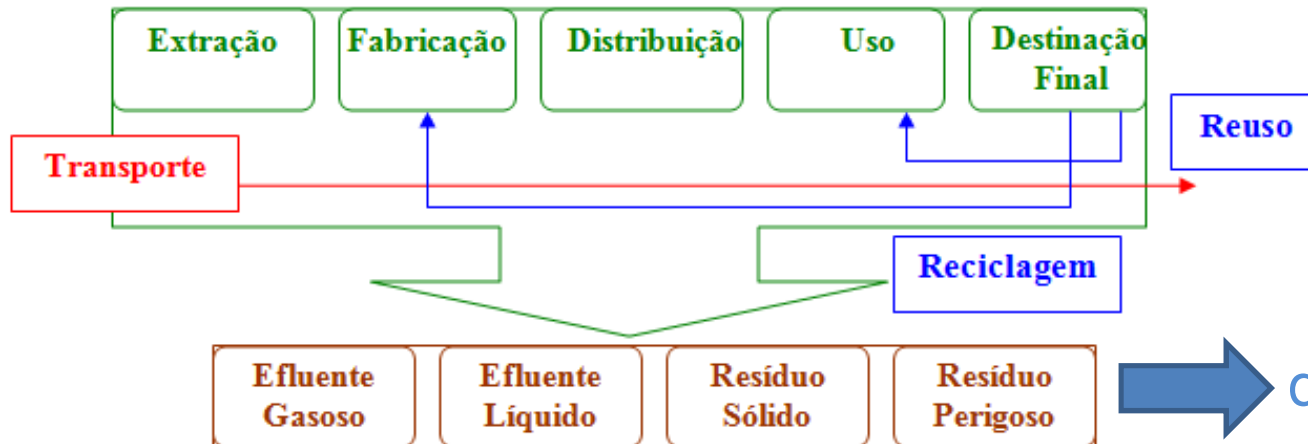 Extração
Fabricação
Distribuição
Uso
Destinação
Final
Reuso
Transporte
Reciclagem
Efluente
Gasoso
Efluente
Líquido
Resíduo
Sólido
Resíduo
Perigoso